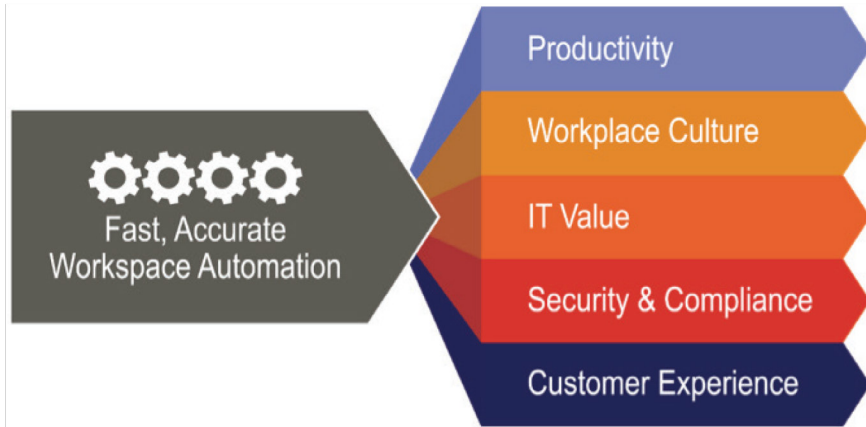 Fast, Accurate
Workspace Automation
Productivity
Workplace Culture
IT Value
Security & Compliance
Customer Experience